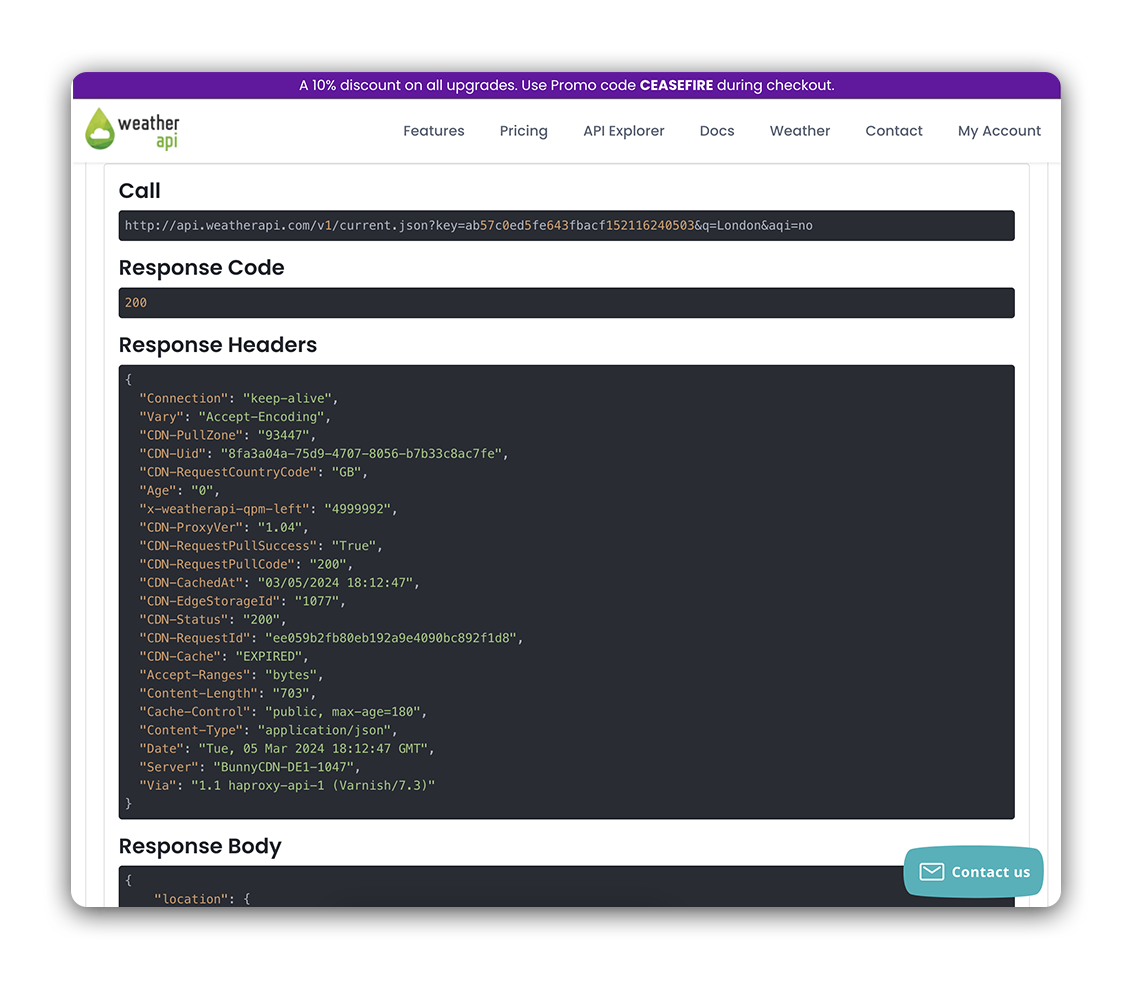 A 10% discount on all upgrades. Use Promo code CEASEFIRE during checkout.
weather
api
Features Pricing API Explorer Docs Weather Contact My Account
Call
http://api.weatherapi.com/v1/current.json?key=ab57c0ed5fe643fbacf152116240503&q=London&aqi=no
Response Code
200
Response Headers
{
"Connection": "keep-alive",
"Vary": "Accept-Encoding",
"CDN-PullZone": "93447",
"CDN-Uid": "8fa3a04a-75d9-4707-8056-b7b33c8ac7fe",
"CDN-RequestCountryCode": "GB",
"Age": "0",
"x-weatherapi-qpm-left": "4999992",
"CDN-ProxyVer": "1.04",
"CDN-RequestPullSuccess": "True",
"CDN-RequestPullCode": "200",
"CDN-CachedAt": "03/05/2024 18:12:47",
"CDN-EdgeStorageId": "1077",
"CDN-Status": "200",
"CDN-RequestId": "ee059b2fb80eb192a9e4090bc892f1d8",
"CDN-Cache": "EXPIRED",
"Accept-Ranges": "bytes",
"Content-Length": "703",
"Cache-Control": "public, max-age=180",
"Content-Type": "application/json",
"Date": "Tue, 05 Mar 2024 18:12:47 GMT",
"Server": "BunnyCDN-DE1-1047",
"Via": "1.1 haproxy-api-1 (Varnish/7.3)"
}
Response Body
{
"location": {
Contact us